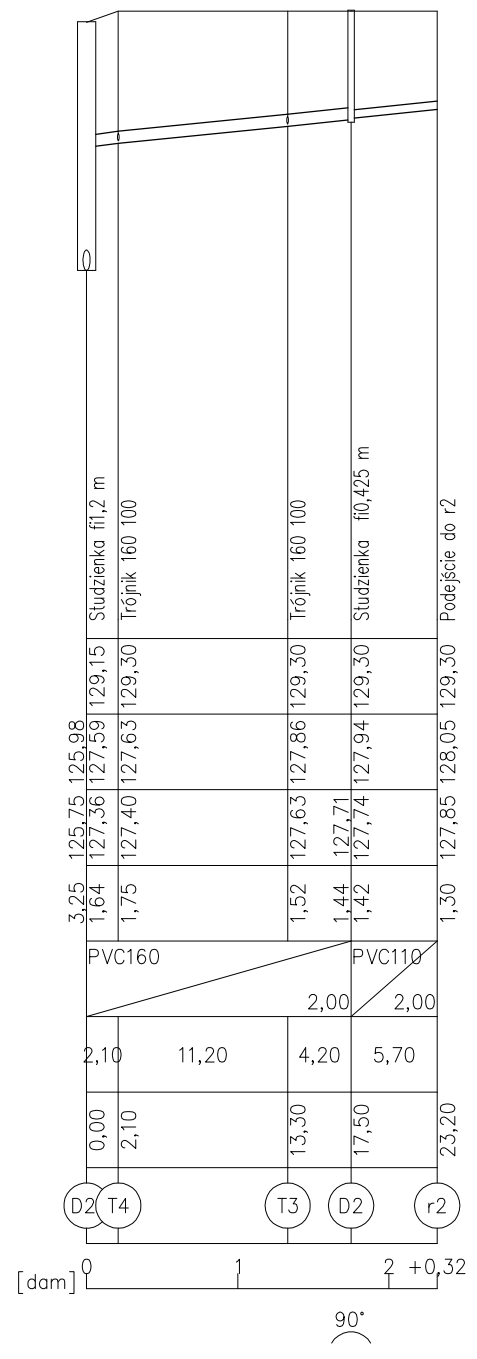 Studzienka fi1,2 m
Trójnik 160 100
Trójnik 160 100
Studzienka fi0,425 m
Podejście do r2
129,15 129,30 129,30 129,30 129,30
125,98 127,59 127,63 127,86 127,94 128,05
125,75 127,36 127,40 127,63 127,71 127,74 127,85
3,25 1,64 1,75 1,52 1,44 1,42 1,30
PVC160 PVC110
2,00 2,00
2,10 11,20 4,20 5,70
0,00 2,10 13,30 17,50 23,20
D2 T4 T3 D2 r2
0 1 2 +0,32
[dam]
90°